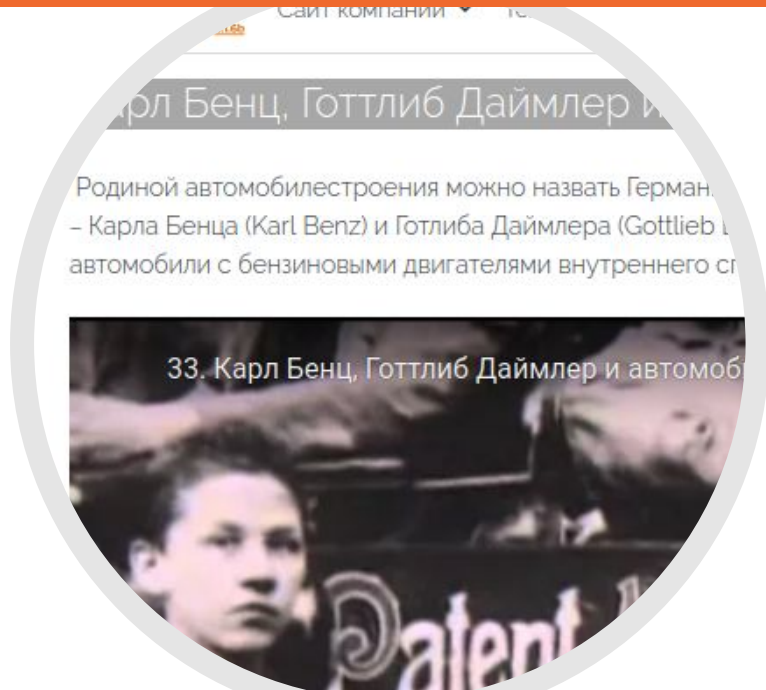 Сайт компании
рл Бенц, Готтлиб Даймлер и
Родиной автомобилестроения можно назвать Герман
– Карла Бенца (Karl Benz) и Готлиба Даймлера (Gottlieb
автомобили с бензиновыми двигателями внутреннего
33. Карл Бенц, Готтлиб Даймлер и автомоб
Patent